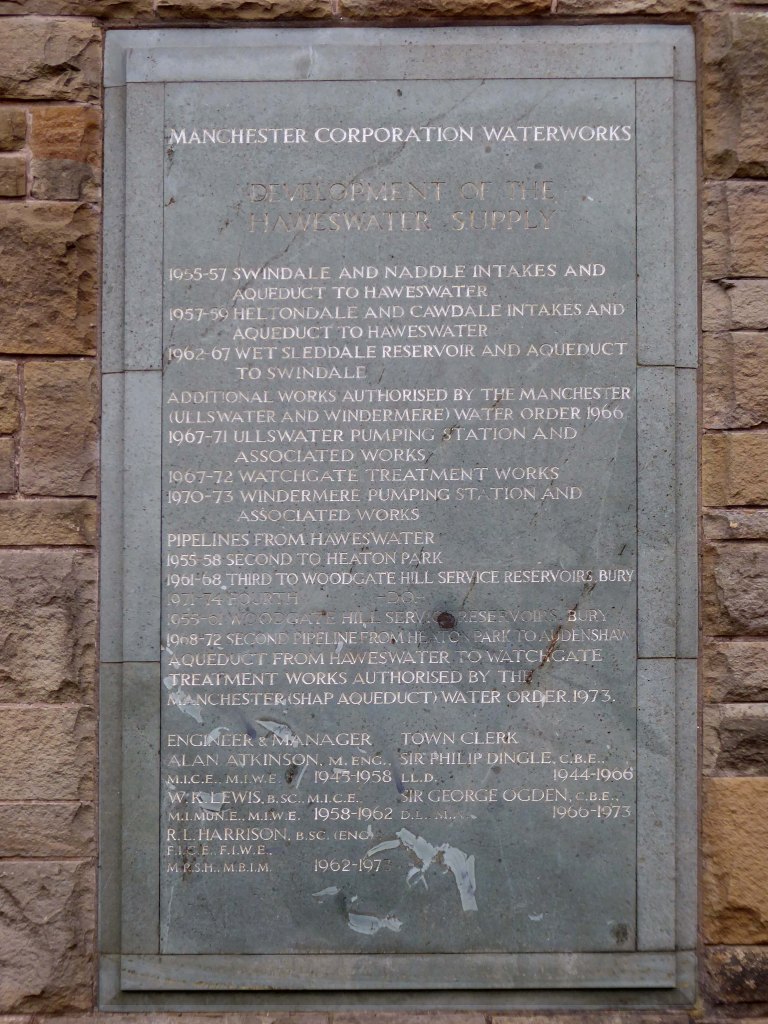 MANCHESTER CORPORATION WATERWORKS
DEVELOPMENT OF THE
HAWESWATER SUPPLY
1955-57 SWINDALE AND NADDLE INTAKES AND
AQUEDUCT TO HAWESWATER
1957-59 HELTONDALE AND CAWDALE INTAKES AND
AQUEDUCT TO HAWESWATER
1962-67 WET SLEDDALE RESERVOIR AND AQUEDUCT
TO SWINDALE
ADDITIONAL WORKS AUTHORISED BY THE MANCHESTER
(ULLSWATER AND WINDERMERE) WATER ORDER 1966
1967-71 ULLSWATER PUMPING STATION AND
ASSOCIATED WORKS
1967-72 WATCHGATE TREATMENT WORKS
1970-73 WINDERMERE PUMPING STATION AND
ASSOCIATED WORKS
PIPELINES FROM HAWESWATER
1955-58 SECOND TO HEATON PARK
1961-68 THIRD TO WOODGATE HILL SERVICE RESERVOIRS, BURY
1971-74 FOURTH -DO-
1955-61 WOODGATE HILL SERVICE RESERVOIRS, BURY
1968-72 SECOND PIPELINE FROM HEATON PARK TO AUDENSHAW
AQUEDUCT FROM HAWESWATER TO WATCHGATE
TREATMENT WORKS AUTHORISED BY THE
MANCHESTER (SHAP AQUEDUCT) WATER ORDER. 1973.
ENGINEER & MANAGER TOWN CLERK
ALAN ATKINSON, M. ENG., SIR PHILIP DINGLE, C.B.E.,
M.I.C.E., M.I.W.E. 1945-1958 LL.D. 1944-1966
W. K. LEWIS, B.SC., M.I.C.E., SIR GEORGE OGDEN, C.B.E.,
M.I.MUN.E., M.I.W.E. 1958-1962 D.L., 1966-1973
R. L. HARRISON, B.SC. (ENG)
F.I.C.E., F.I.W.E.,
M.R.S.H., M.B.I.M. 1962-1973